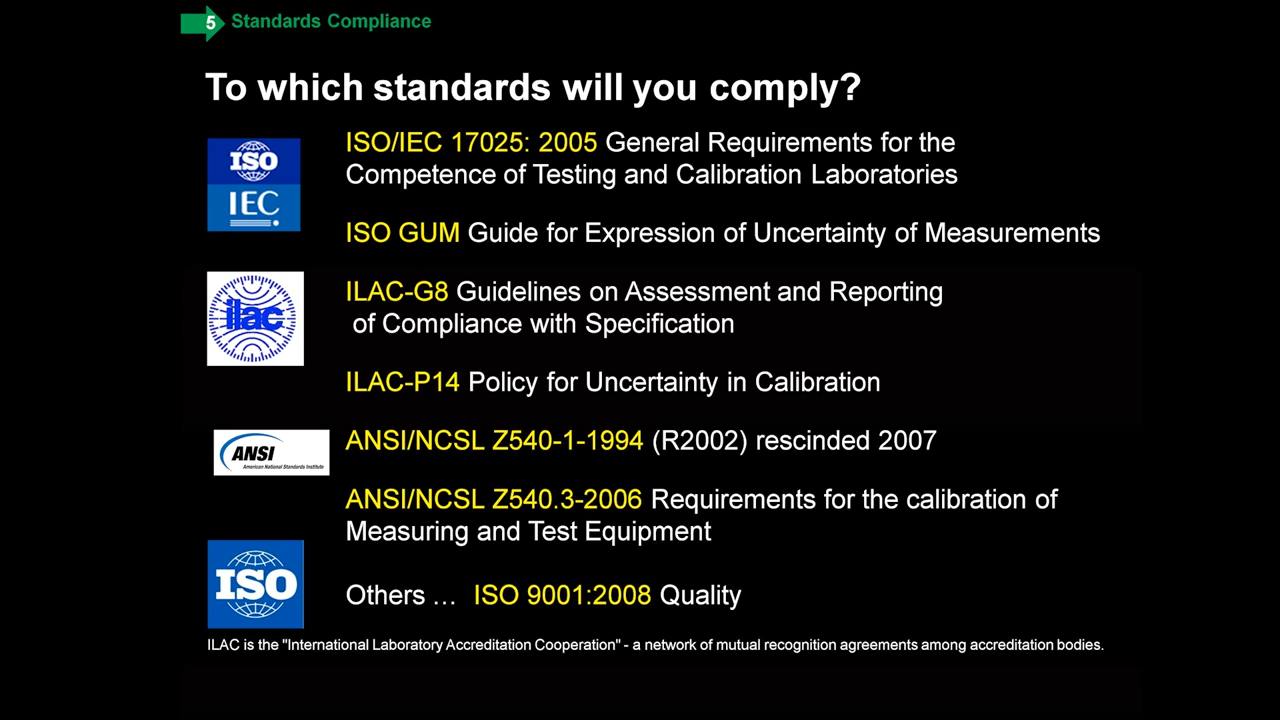 5 Standards Compliance
To which standards will you comply?
ISO
IEC
ISO/IEC 17025: 2005 General Requirements for the
Competence of Testing and Calibration Laboratories
ISO GUM Guide for Expression of Uncertainty of Measurements
ilac
ILAC-G8 Guidelines on Assessment and Reporting
of Compliance with Specification
ILAC-P14 Policy for Uncertainty in Calibration
ANSI
American National Standards Institute
ANSI/NCSL Z540-1-1994 (R2002) rescinded 2007
ANSI/NCSL Z540.3-2006 Requirements for the calibration of
Measuring and Test Equipment
ISO
Others … ISO 9001:2008 Quality
ILAC is the "International Laboratory Accreditation Cooperation" - a network of mutual recognition agreements among accreditation bodies.